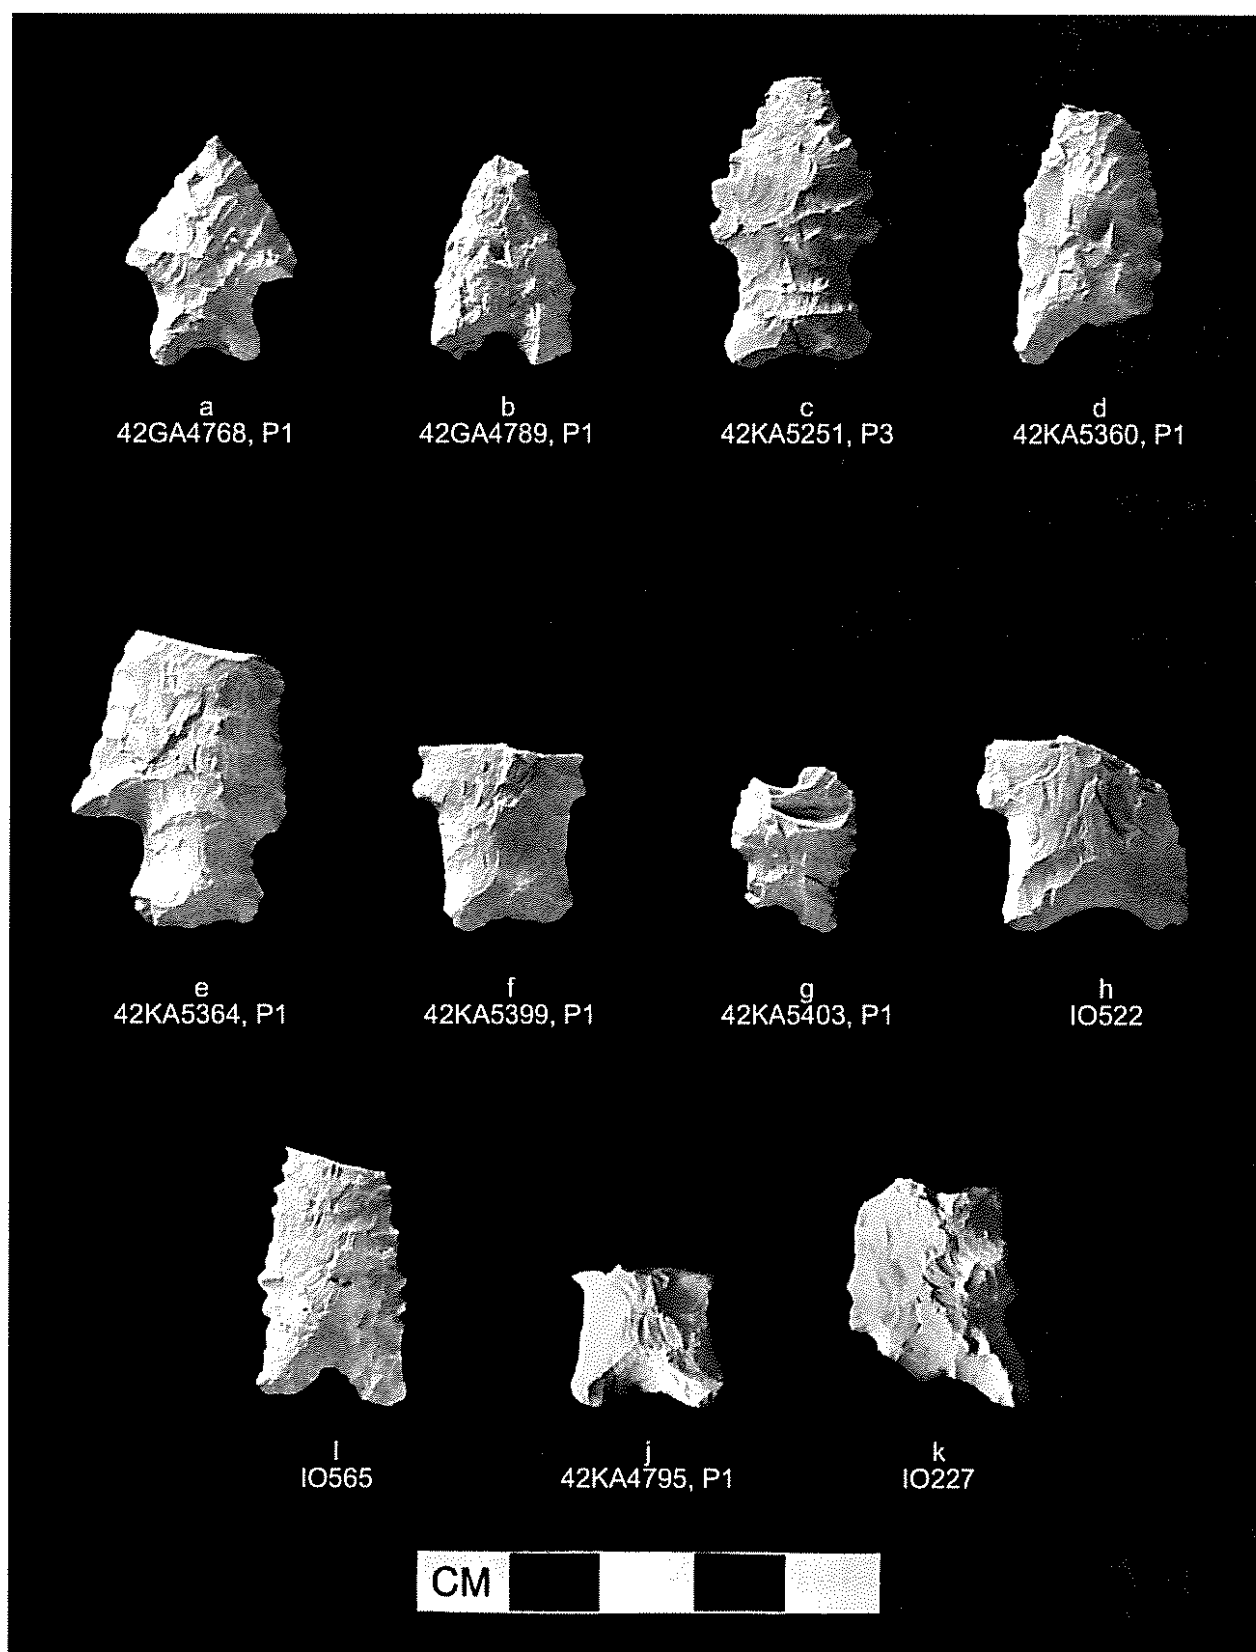 a
42GA4768, P1
b
42GA4789, P1
c
42KA5251, P3
d
42KA5360, P1
e
42KA5364, P1
f
42KA5399, P1
g
42KA5403, P1
h
IO522
I
IO565
j
42KA4795, P1
k
IO227
CM